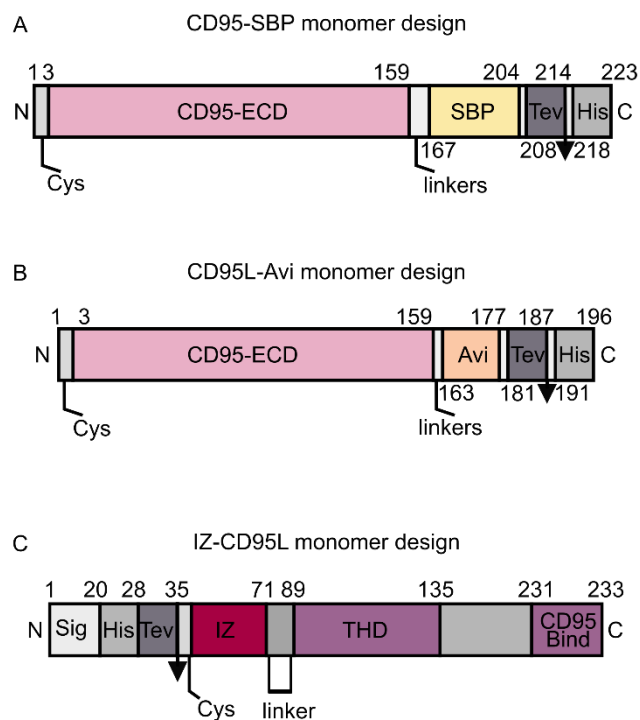 A
CD95-SBP monomer design
1 3 159 204 214 223
N CD95-ECD SBP Tev His C
167 208 218
Cys linkers
B
CD95L-Avi monomer design
1 3 159 177 187 196
N CD95-ECD Avi Tev His C
163 181 191
Cys linkers
C
IZ-CD95L monomer design
1 20 28 35 71 89 135 231 233
N Sig His Tev IZ THD CD95 C
Bind
Cys linker